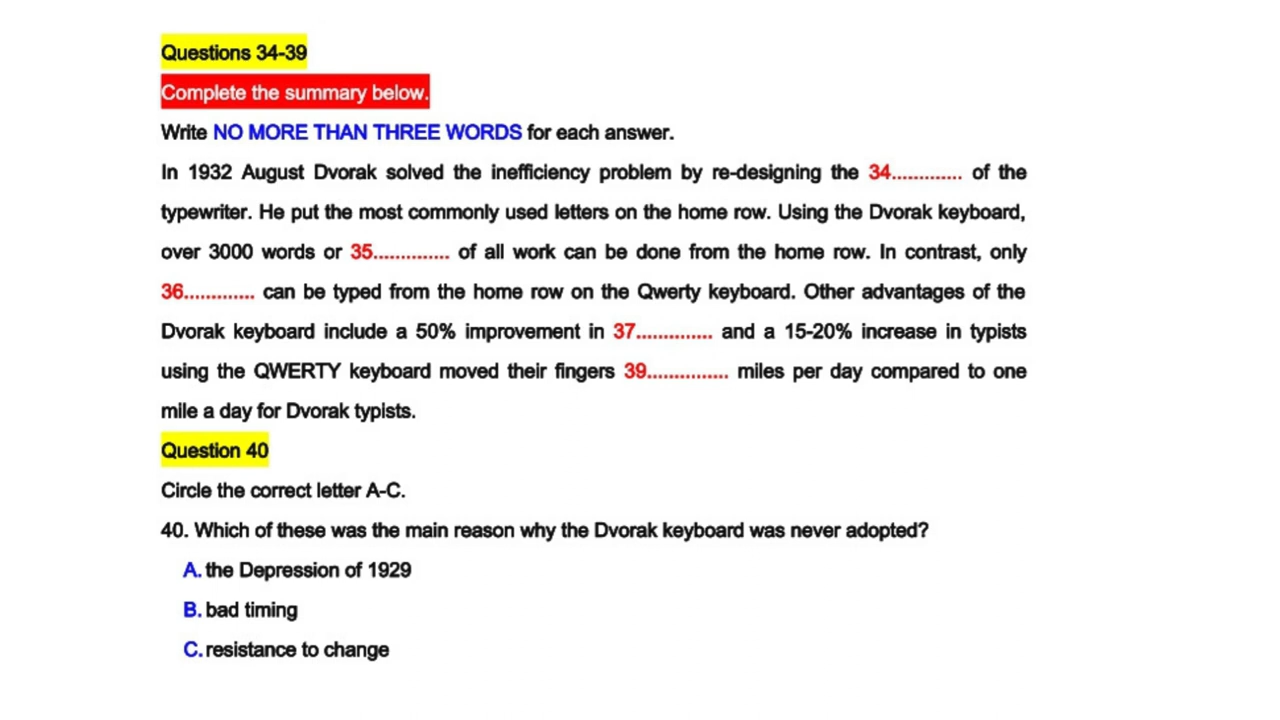 Questions 34-39
Complete the summary below.
Write NO MORE THAN THREE WORDS for each answer.
In 1932 August Dvorak solved the inefficiency problem by re-designing the 34............. of the
typewriter. He put the most commonly used letters on the home row. Using the Dvorak keyboard,
over 3000 words or 35.............. of all work can be done from the home row. In contrast, only
36............. can be typed from the home row on the Qwerty keyboard. Other advantages of the
Dvorak keyboard include a 50% improvement in 37.............. and a 15-20% increase in typists
using the QWERTY keyboard moved their fingers 39............... miles per day compared to one
mile a day for Dvorak typists.
Question 40
Circle the correct letter A-C.
40. Which of these was the main reason why the Dvorak keyboard was never adopted?
A. the Depression of 1929
B. bad timing
C. resistance to change